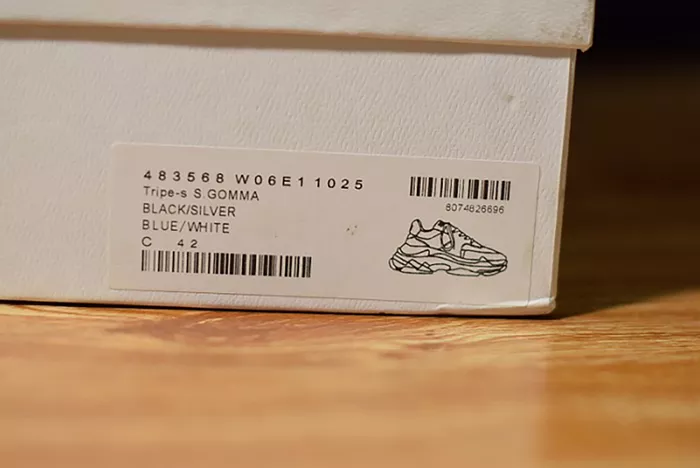 483568 W06E1 1025
Tripe-s S.GOMMA
BLACK/SILVER
BLUE/WHITE
C 42
8074826696